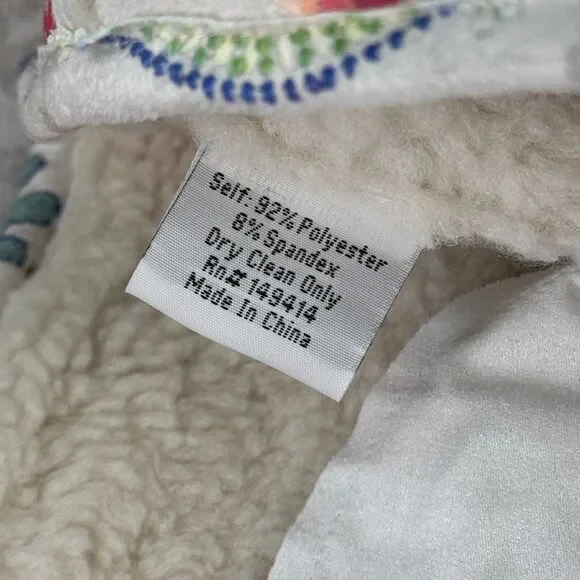 Self: 92% Polyester
8% Spandex
Dry Clean Only
Rn# 149414
Made In China